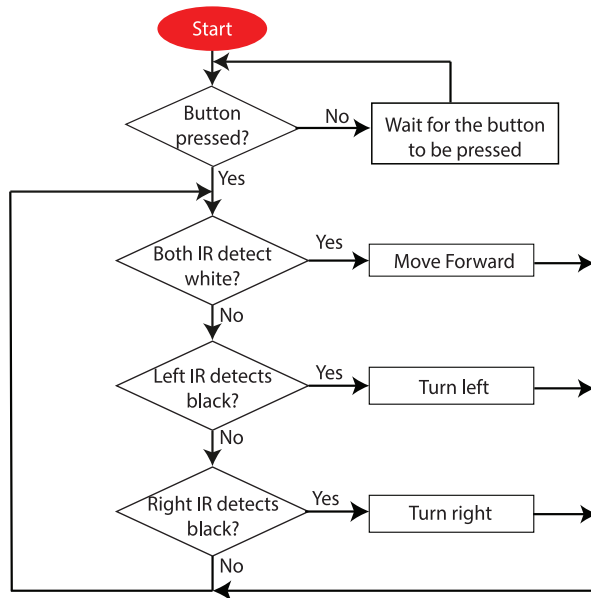 Start
Button
pressed?
No
Wait for the button
to be pressed
Yes
Both IR detect
white?
Yes
Move Forward
No
Left IR detects
black?
Yes
Turn left
No
Right IR detects
black?
Yes
Turn right
No